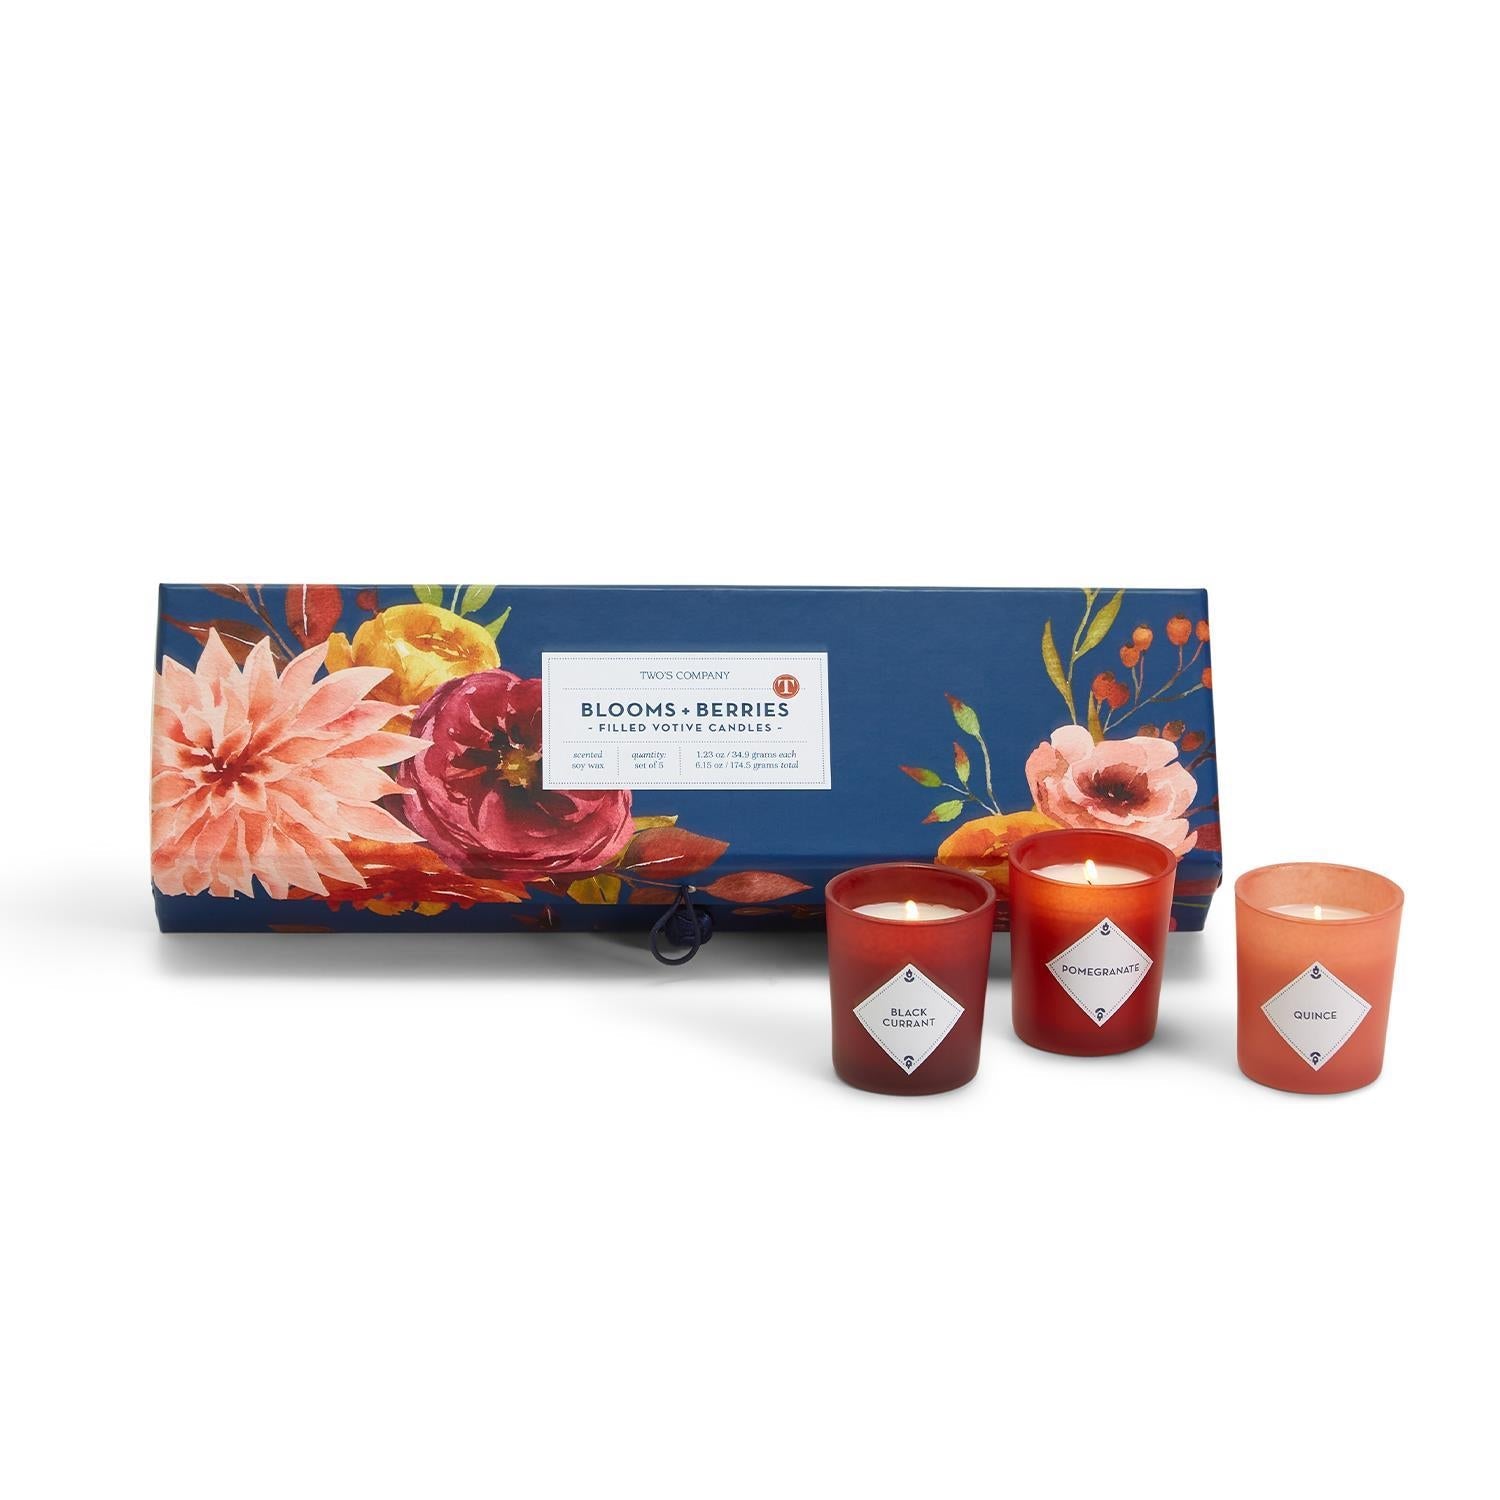 TWO'S COMPANY
T
BLOOMS + BERRIES
- FILLED VOTIVE CANDLES -
scented
soy wax
quantity:
set of 5
1.23 oz / 34.9 grams each
6.15 oz / 174.5 grams total
BLACK
CURRANT
POMEGRANATE
QUINCE